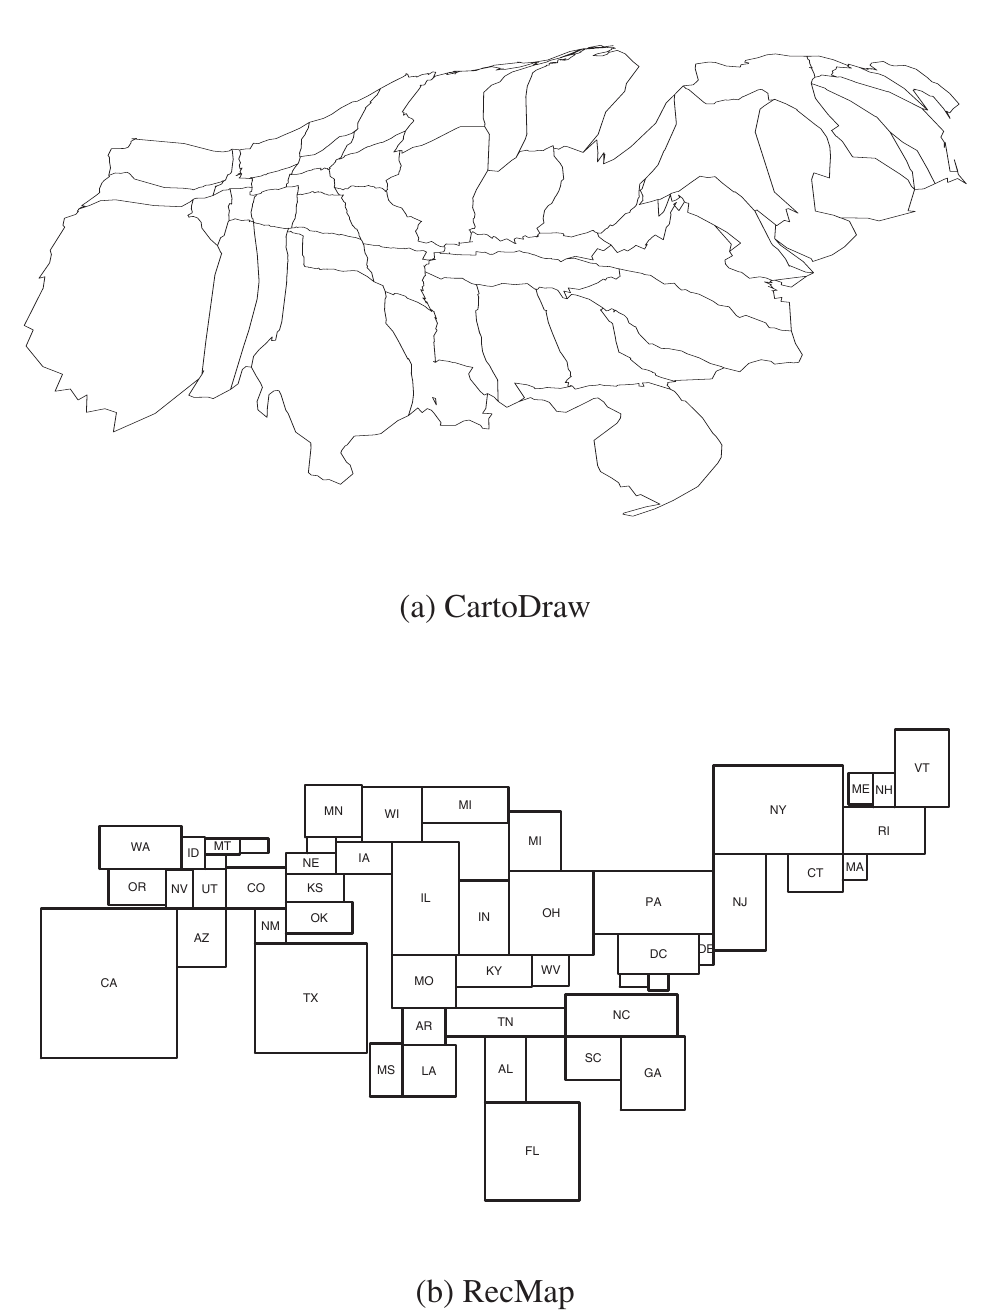 (a) CartoDraw
VT
ME NH
NY
MN WI MI
RI
MI
WA ID MT
NE IA
MA
CT
OR NV UT CO KS
IL
PA NJ
IN OH
OK
NM
AZ
DE
DC
KY WV
MO
CA
TX
NC
AR TN
SC
MS LA AL GA
FL
(b) RecMap